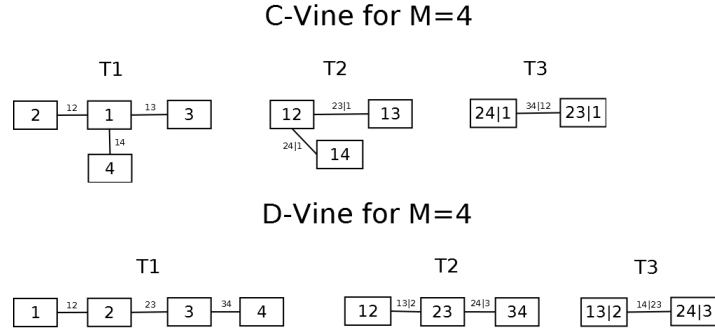 C-Vine for M=4
T1
T2
T3
2 12 1 13 3
14
4
12 23|1 13
24|1
14
24|1 34|12 23|1
D-Vine for M=4
T1
T2
T3
1 12 2 23 3 34 4
12 13|2 23 24|3 34
13|2 14|23 24|3